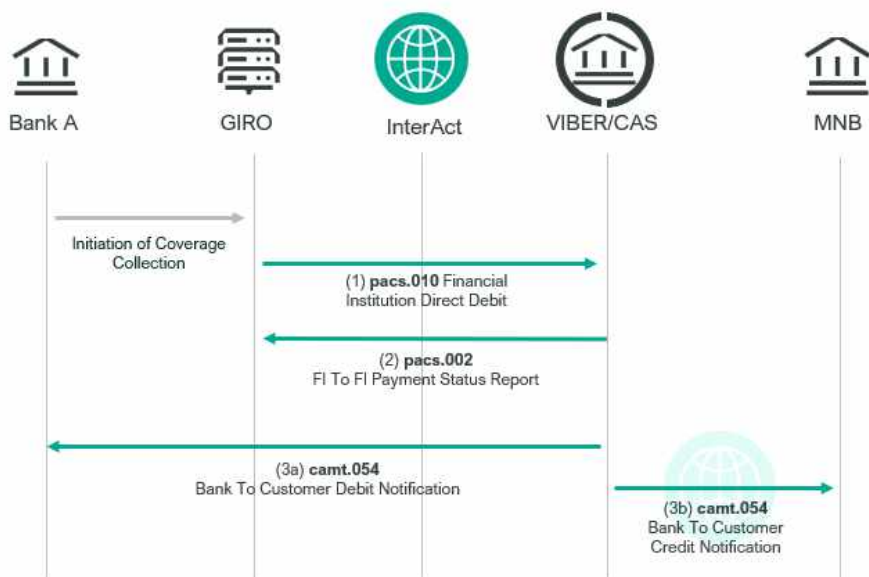 Bank A
GIRO
InterAct
VIBER/CAS
MNB
Initiation of Coverage
Collection
(1) pacs.010 Financial
Institution Direct Debit
(2) pacs.002
FI To FI Payment Status Report
(3a) camt.054
Bank To Customer Debit Notification
(3b) camt.054
Bank To Customer
Credit Notification